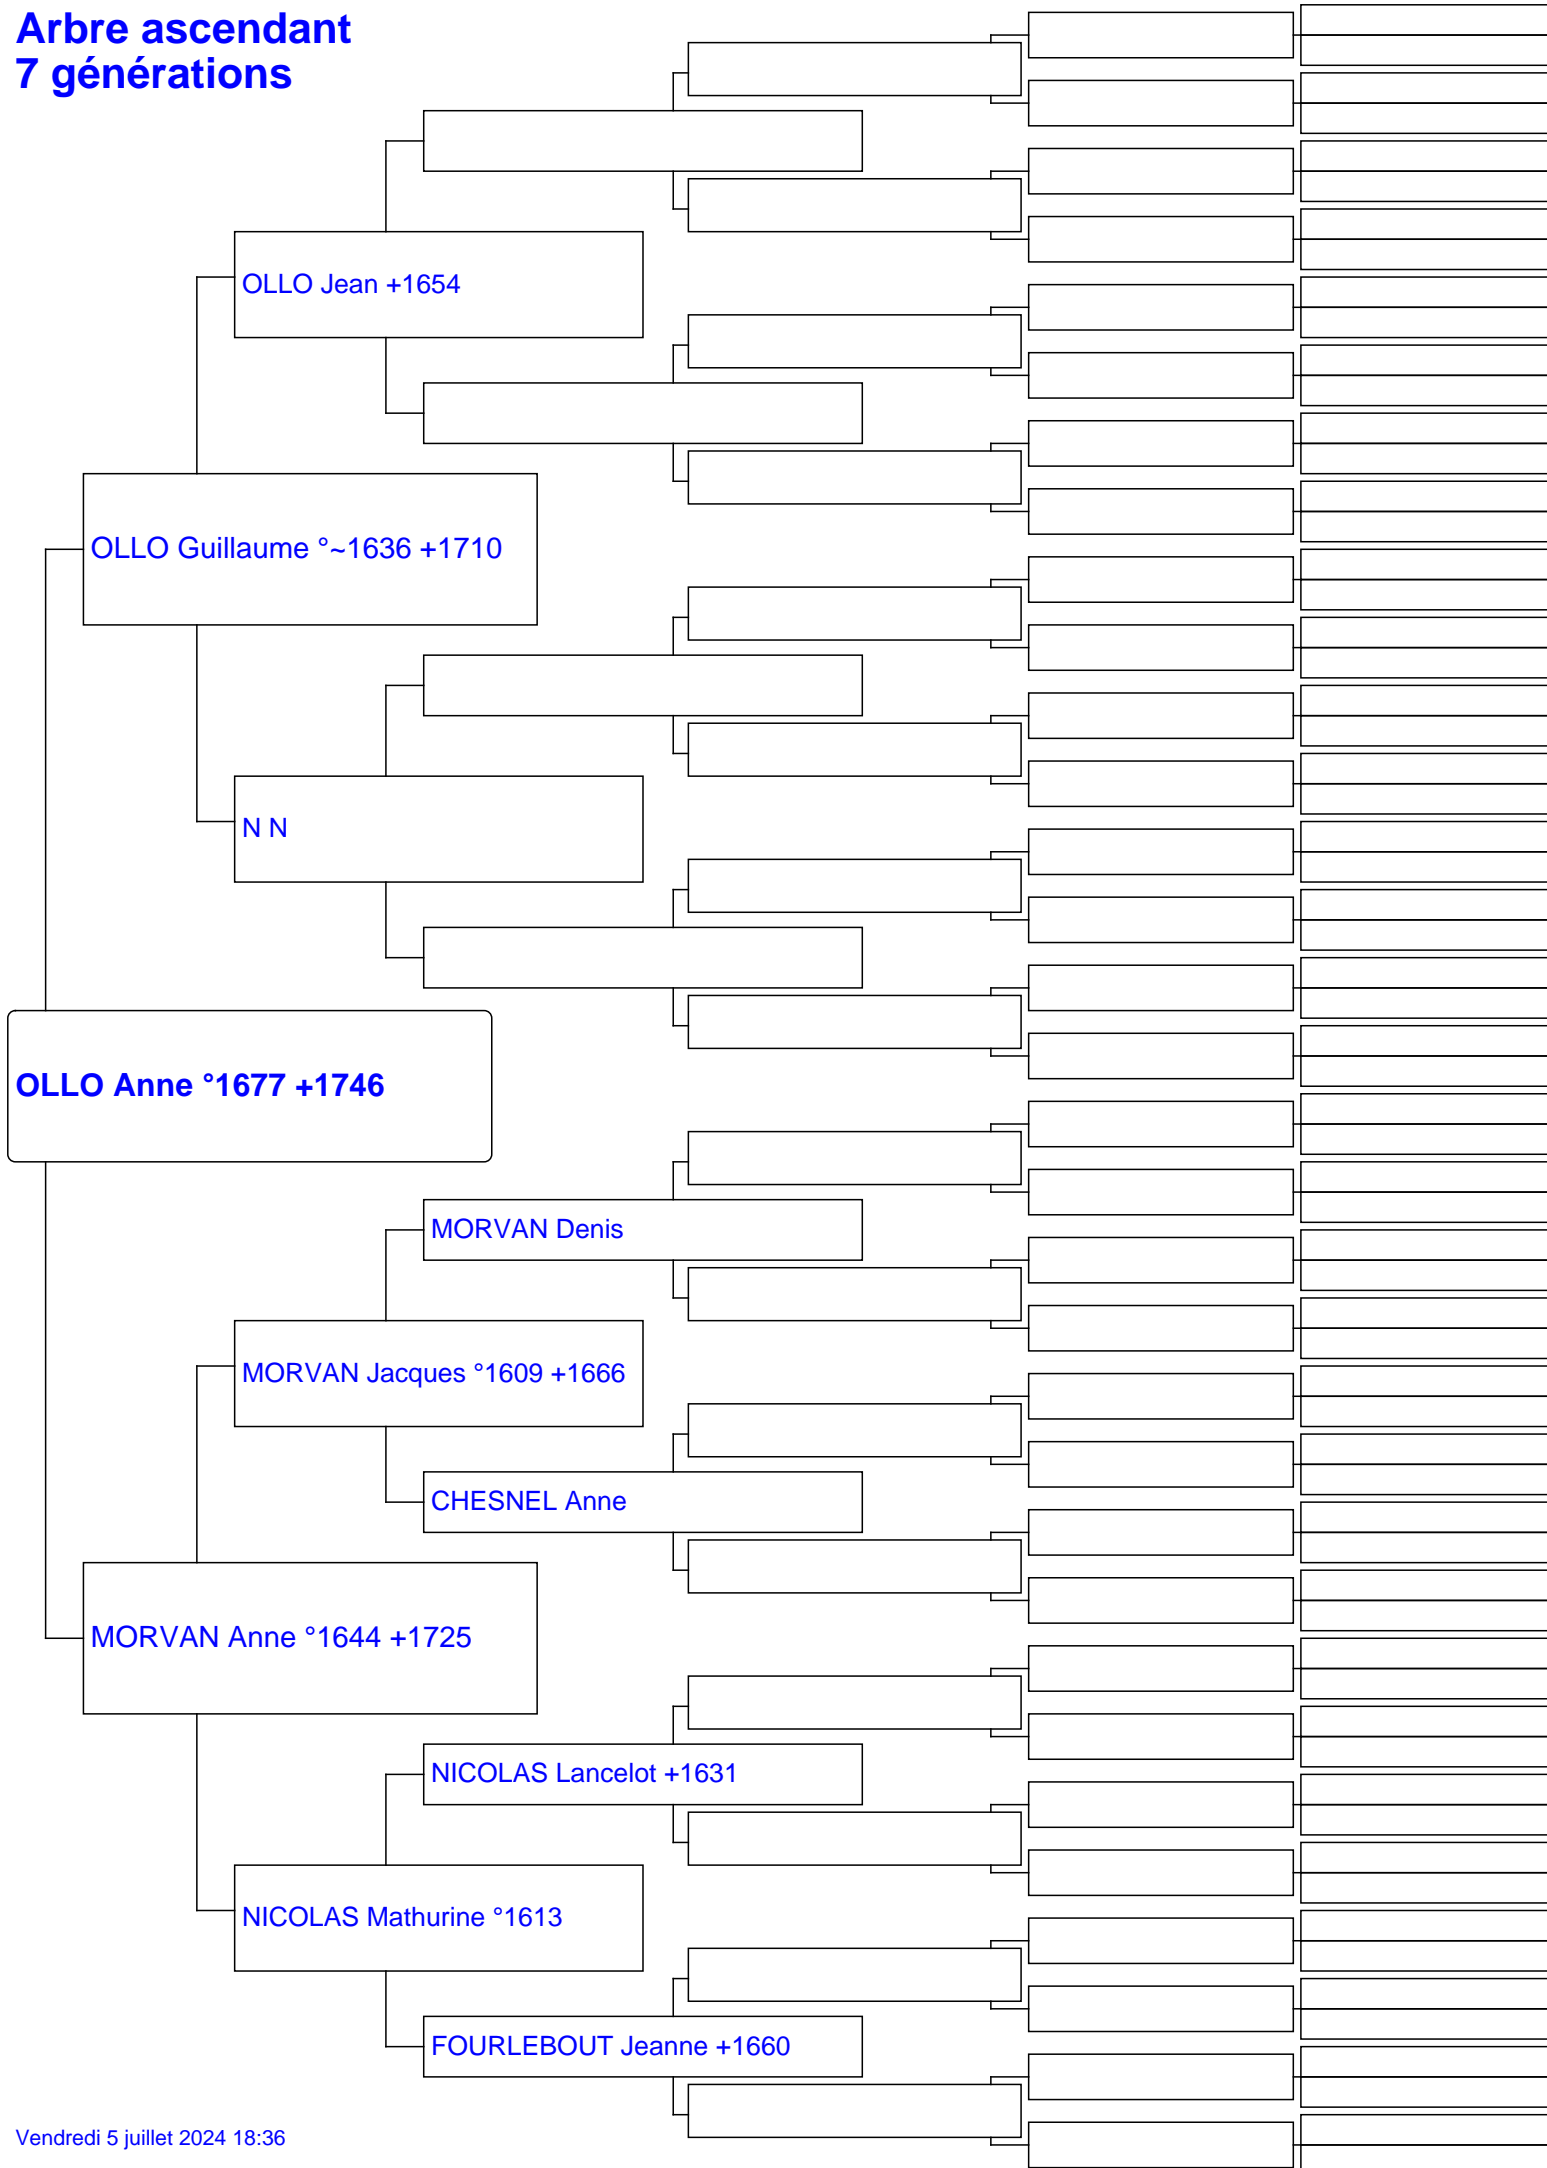 Arbre ascendant
7 générations
OLLO Jean +1654
OLLO Guillaume °~1636 +1710
N N
OLLO Anne °1677 +1746
MORVAN Denis
MORVAN Jacques °1609 +1666
CHESNEL Anne
MORVAN Anne °1644 +1725
NICOLAS Lancelot +1631
NICOLAS Mathurine °1613
FOURLEBOUT Jeanne +1660
Vendredi 5 juillet 2024 18:36